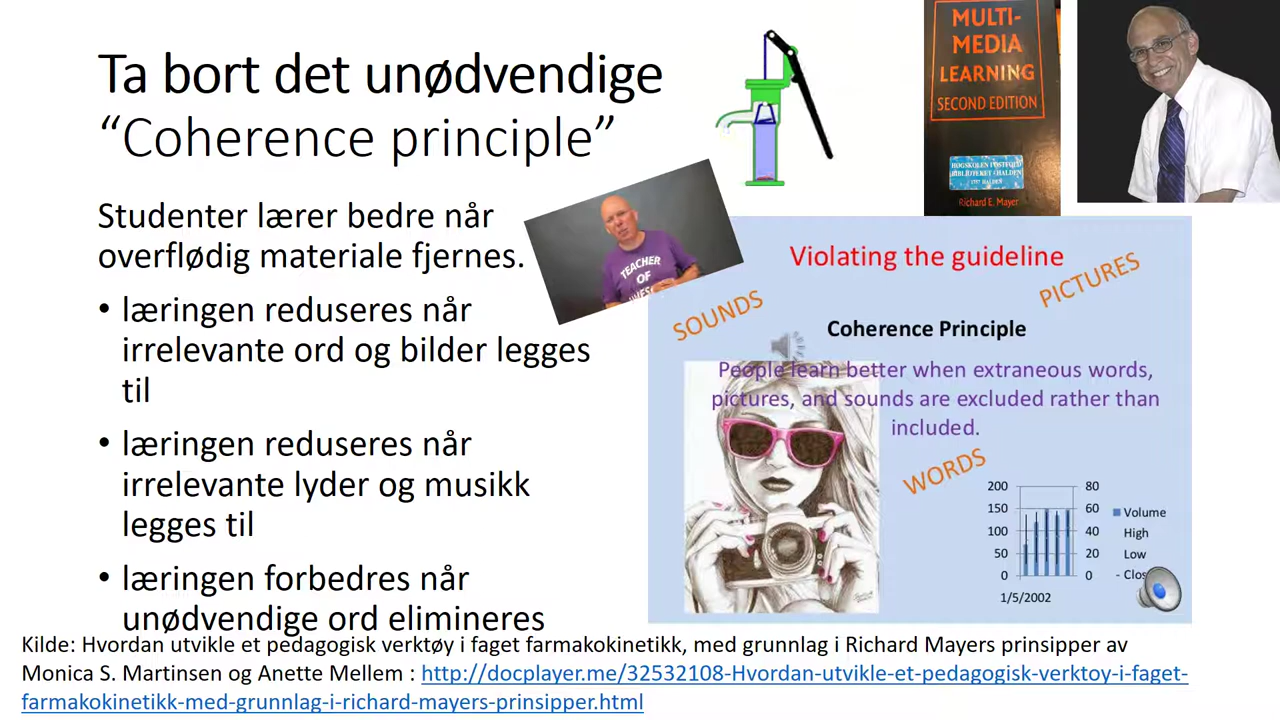 Ta bort det unødvendige
“Coherence principle”
Studenter lærer bedre når
overflødig materiale fjernes.
• læringen reduseres når
irrelevante ord og bilder legges
til
• læringen reduseres når
irrelevante lyder og musikk
legges til
• læringen forbedres når
unødvendige ord elimineres
MULTI-
MEDIA
LEARNING
SECOND EDITION
HØGSKOLEN I ØSTFOLD
BIBLIOTEKET - HALDEN
1757 HALDEN
Richard E. Mayer
TEACHER
OF
Violating the guideline
SOUNDS
PICTURES
Coherence Principle
People learn better when extraneous words,
pictures, and sounds are excluded rather than
included.
WORDS
200 80
150 60
100 40
50 20
0 0
1/5/2002
Volume
High
Low
Kilde: Hvordan utvikle et pedagogisk verktøy i faget farmakokinetikk, med grunnlag i Richard Mayers prinsipper av
Monica S. Martinsen og Anette Mellem : http://docplayer.me/32532108-Hvordan-utvikle-et-pedagogisk-verktoy-i-faget-
farmakokinetikk-med-grunnlag-i-richard-mayers-prinsipper.html